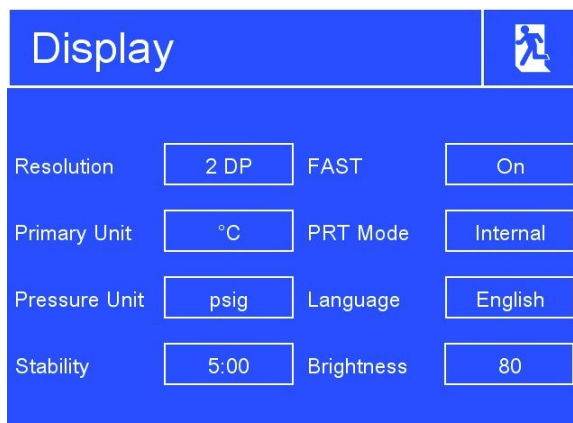 Display
Resolution 2 DP FAST On
Primary Unit °C PRT Mode Internal
Pressure Unit psig Language English
Stability 5:00 Brightness 80